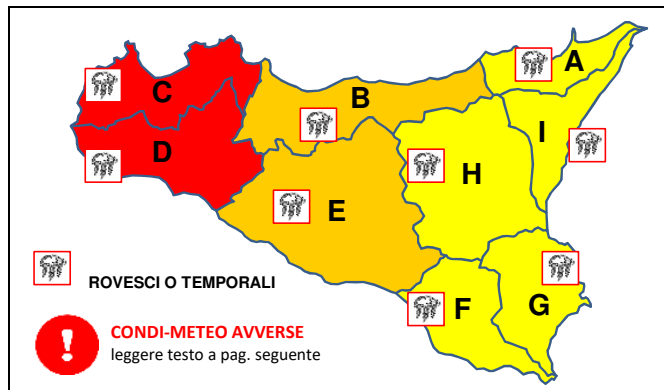 A
B
C
I
D
H
E
ROVESCI O TEMPORALI
F
G
CONDI-METEO AVVERSE
leggere testo a pag. seguente